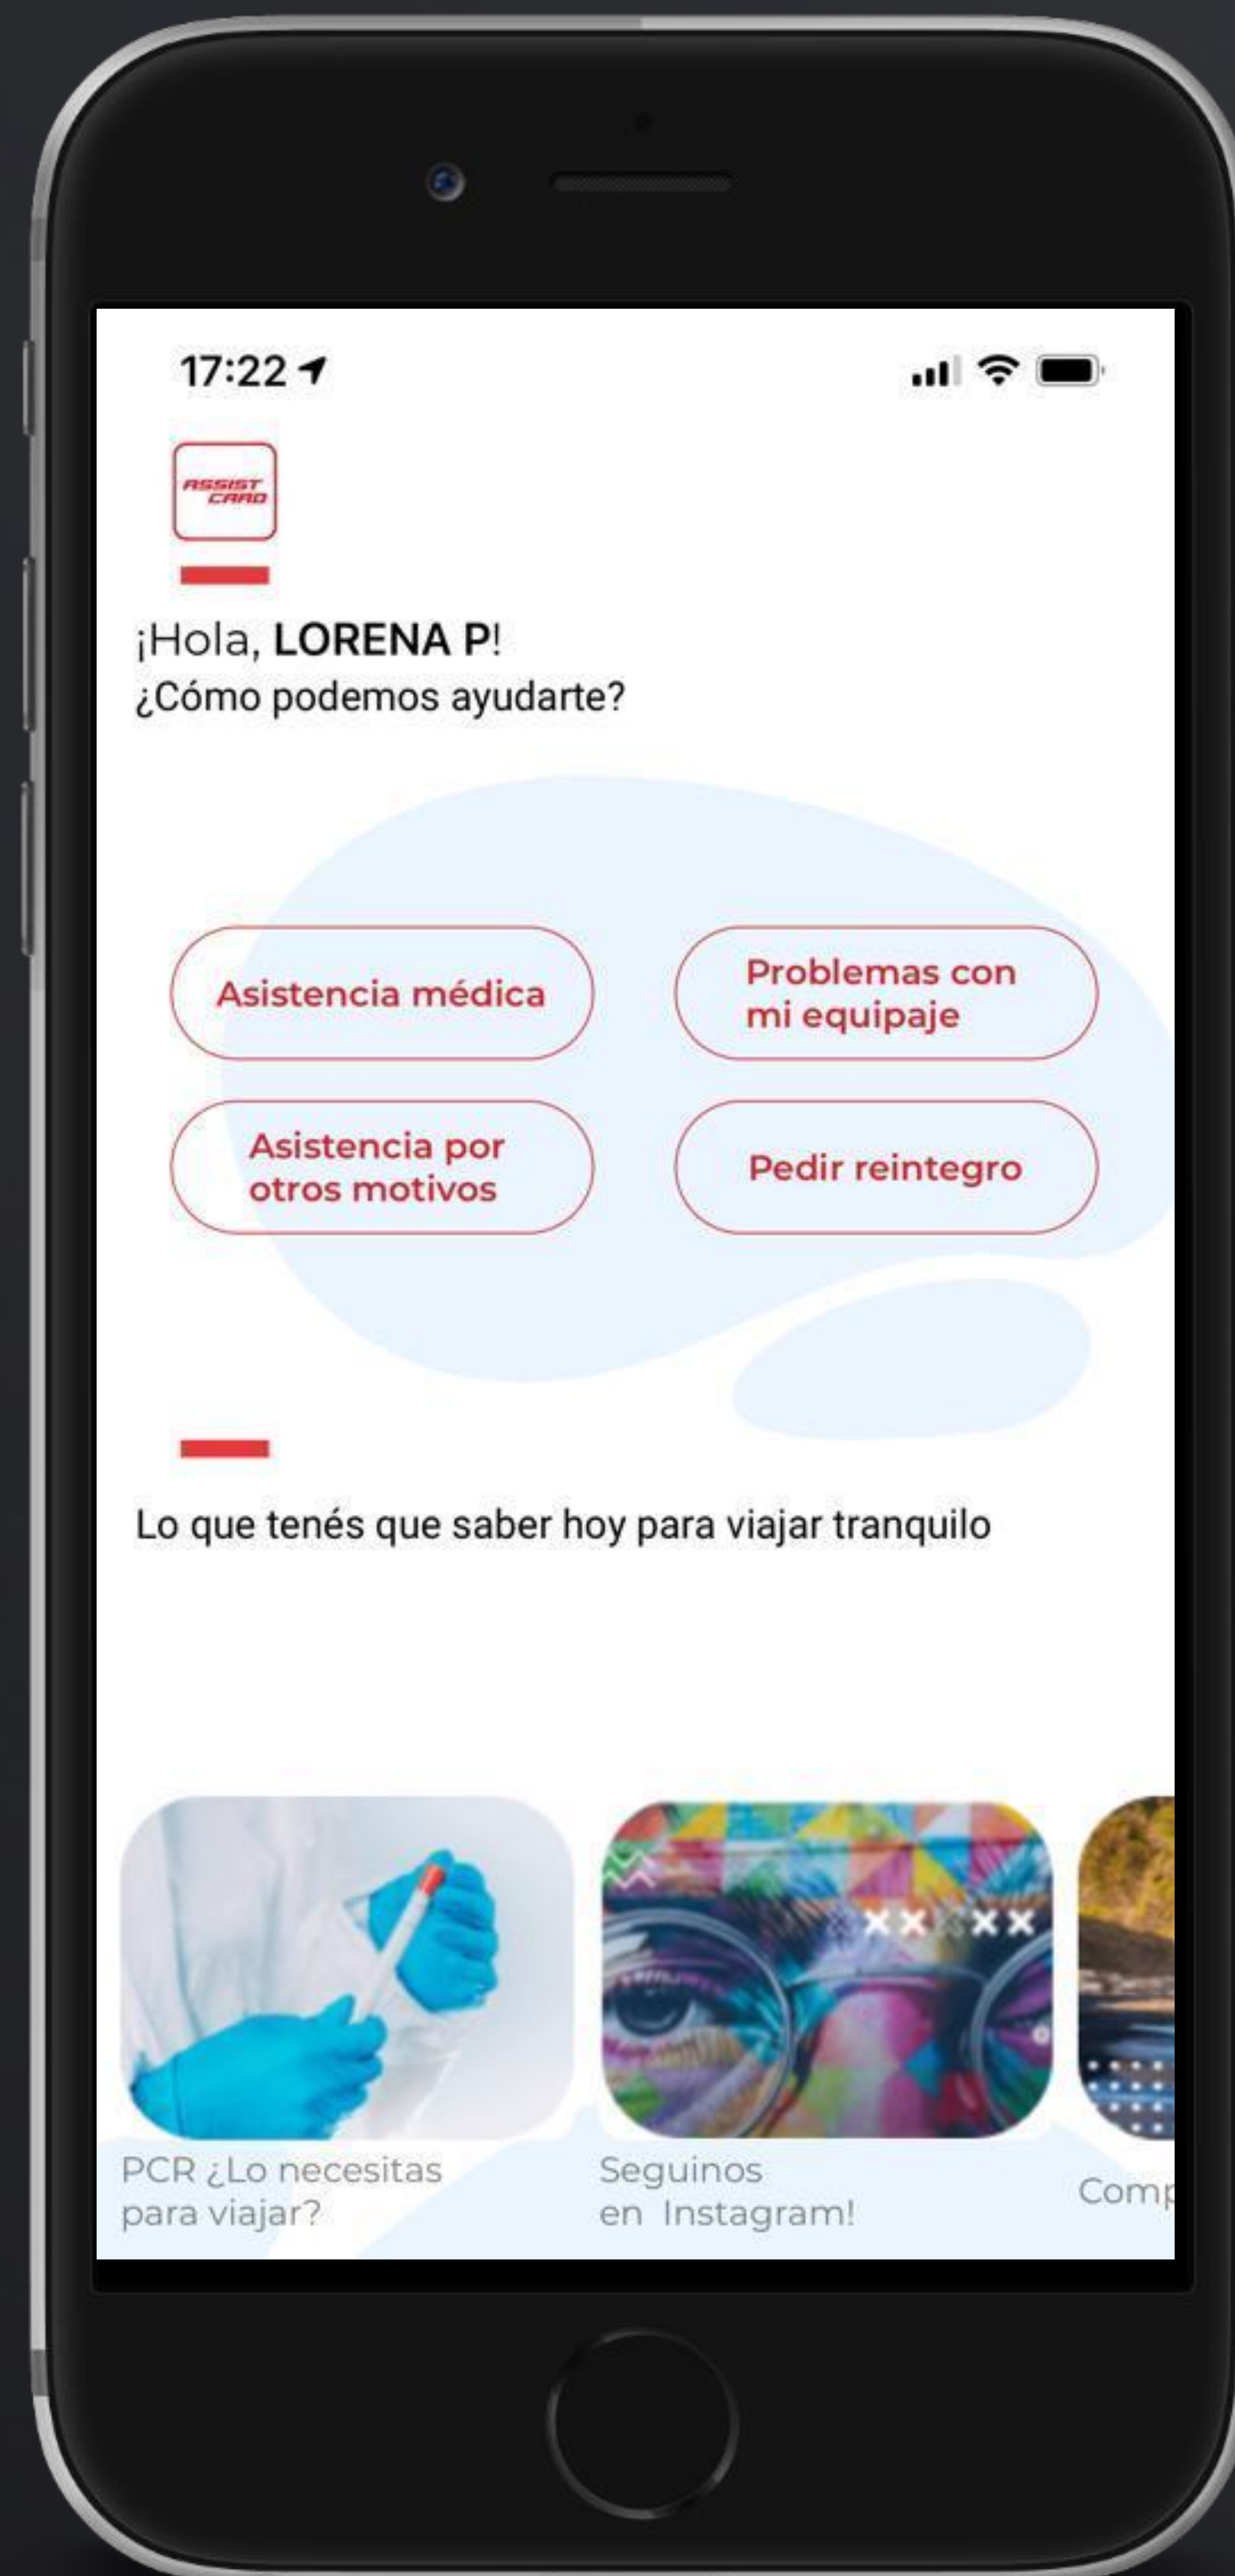 17:22
ASSIST
CARD
¡Hola, LORENA P!
¿Cómo podemos ayudarte?
Asistencia médica
Problemas con
mi equipaje
Asistencia por
otros motivos
Pedir reintegro
Lo que tenés que saber hoy para viajar tranquilo
PCR ¿Lo necesitas
para viajar?
Seguinos
en Instagram!